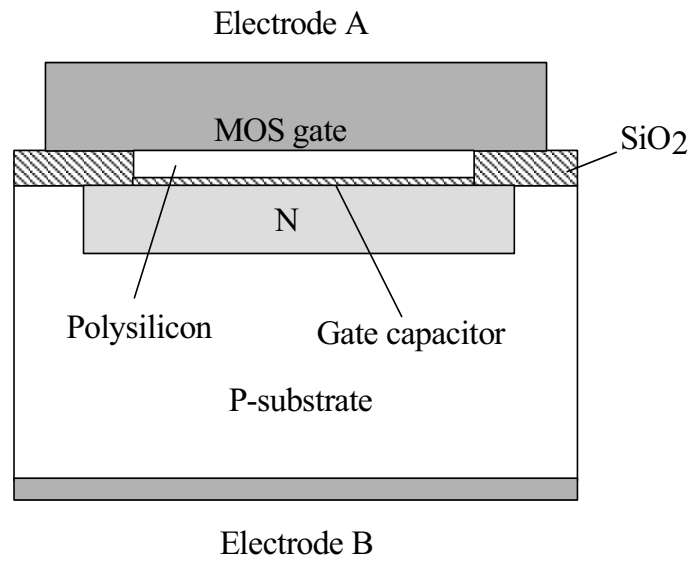 Electrode A
MOS gate
SiO2
N
Polysilicon
Gate capacitor
P-substrate
Electrode B